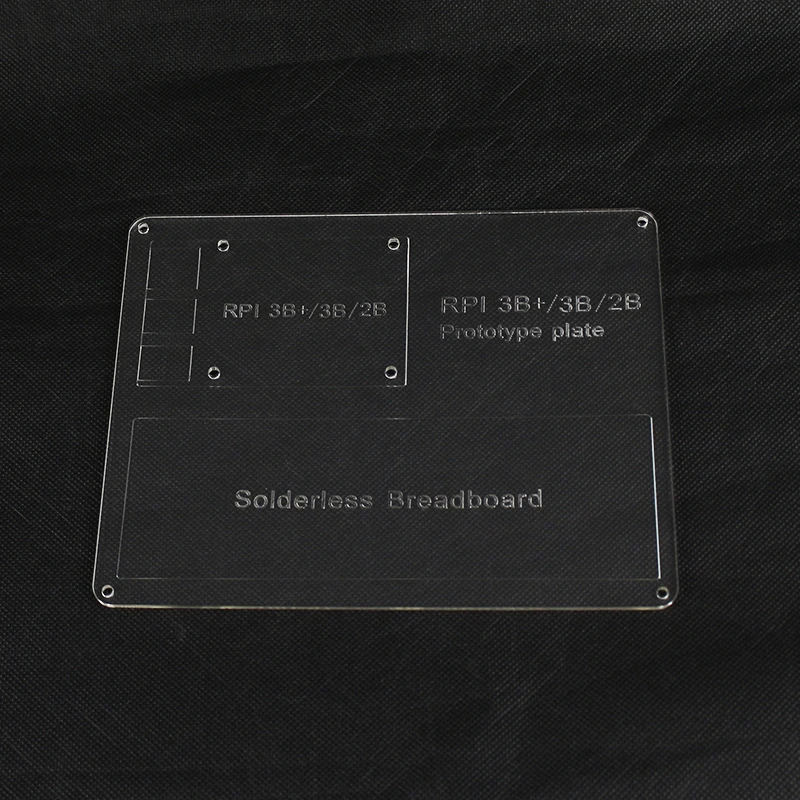 RPI 3B+/3B/2B
RPI 3B+/3B/2B
Prototype plate
Solderless Breadboard